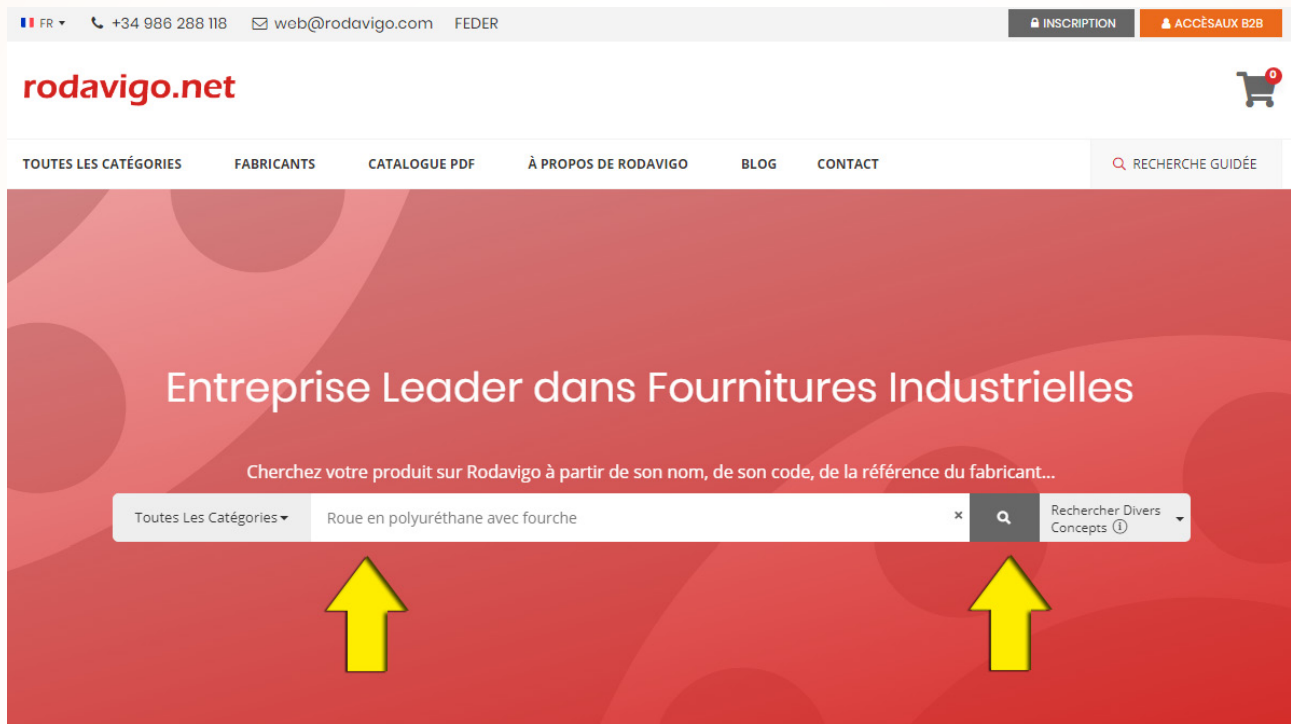 FR +34 986 288 118 web@rodavigo.com FEDER INSCRIPTION ACCÈSAUX B2B
rodavigo.net
0
TOUTES LES CATÉGORIES FABRICANTS CATALOGUE PDF À PROPOS DE RODAVIGO BLOG CONTACT RECHERCHE GUIDÉE
Entreprise Leader dans Fournitures Industrielles
Cherchez votre produit sur Rodavigo à partir de son nom, de son code, de la référence du fabricant...
Toutes Les Catégories Roue en polyuréthane avec fourche × Rechercher Divers
Concepts ⓘ